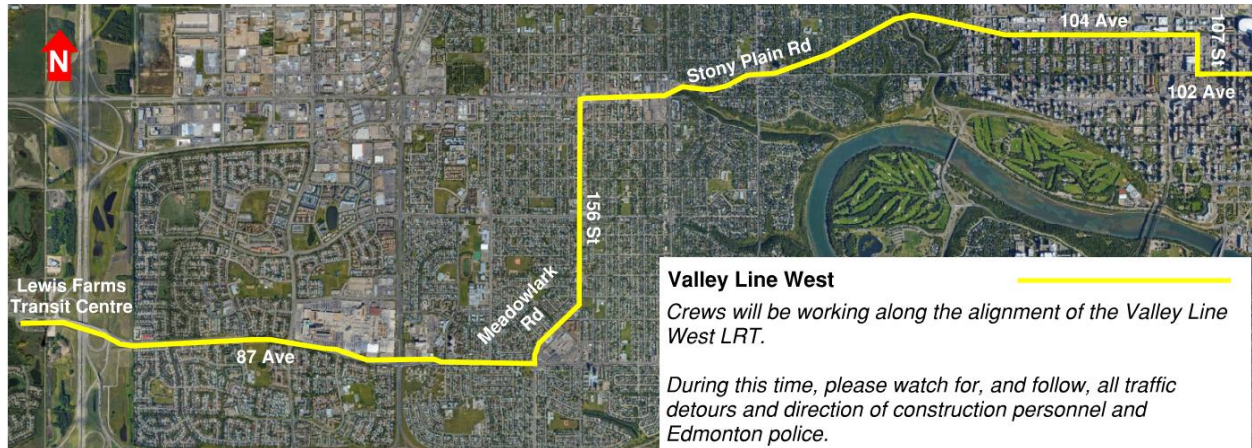 N
104 Ave
107 St
Stony Plain Rd
102 Ave
156 St
Lewis Farms
Transit Centre
Meadowlark
Rd
87 Ave
Valley Line West
Crews will be working along the alignment of the Valley Line
West LRT.
During this time, please watch for, and follow, all traffic
detours and direction of construction personnel and
Edmonton police.